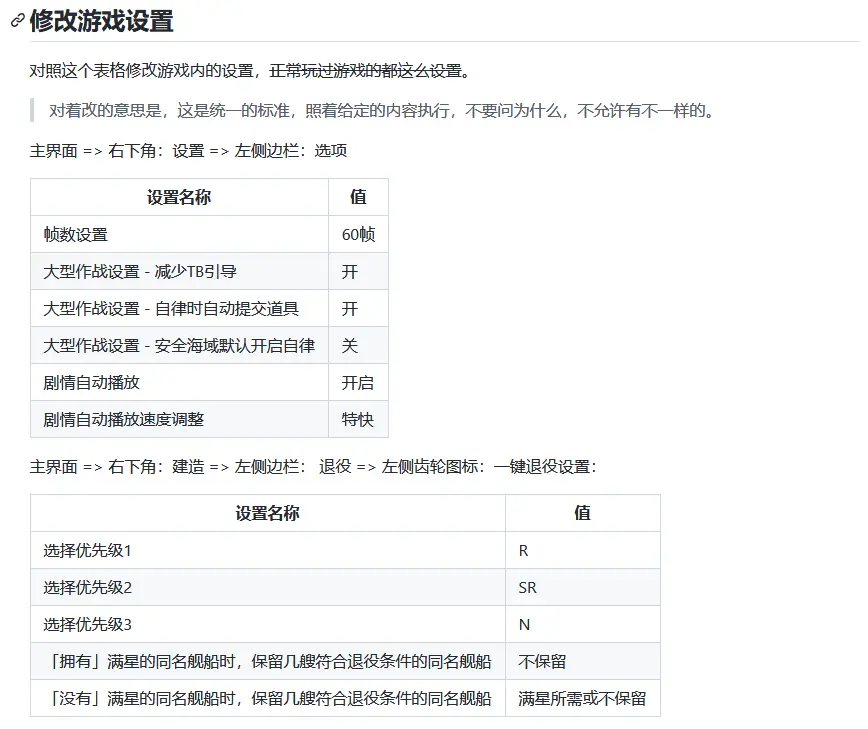 修改游戏设置
对照这个表格修改游戏内的设置，正常玩过游戏的都这么设置。
对着改的意思是，这是统一的标准，照着给定的内容执行，不要问为什么，不允许有不一样的。
主界面 => 右下角：设置 => 左侧边栏：选项
设置名称 值
帧数设置 60帧
大型作战设置 - 减少TB引导 开
大型作战设置 - 自律时自动提交道具 开
大型作战设置 - 安全海域默认开启自律 关
剧情自动播放 开启
剧情自动播放速度调整 特快
主界面 => 右下角：建造 => 左侧边栏： 退役 => 左侧齿轮图标：一键退役设置：
设置名称 值
选择优先级1 R
选择优先级2 SR
选择优先级3 N
「拥有」满星的同名舰船时，保留几艘符合退役条件的同名舰船 不保留
「没有」满星的同名舰船时，保留几艘符合退役条件的同名舰船 满星所需或不保留